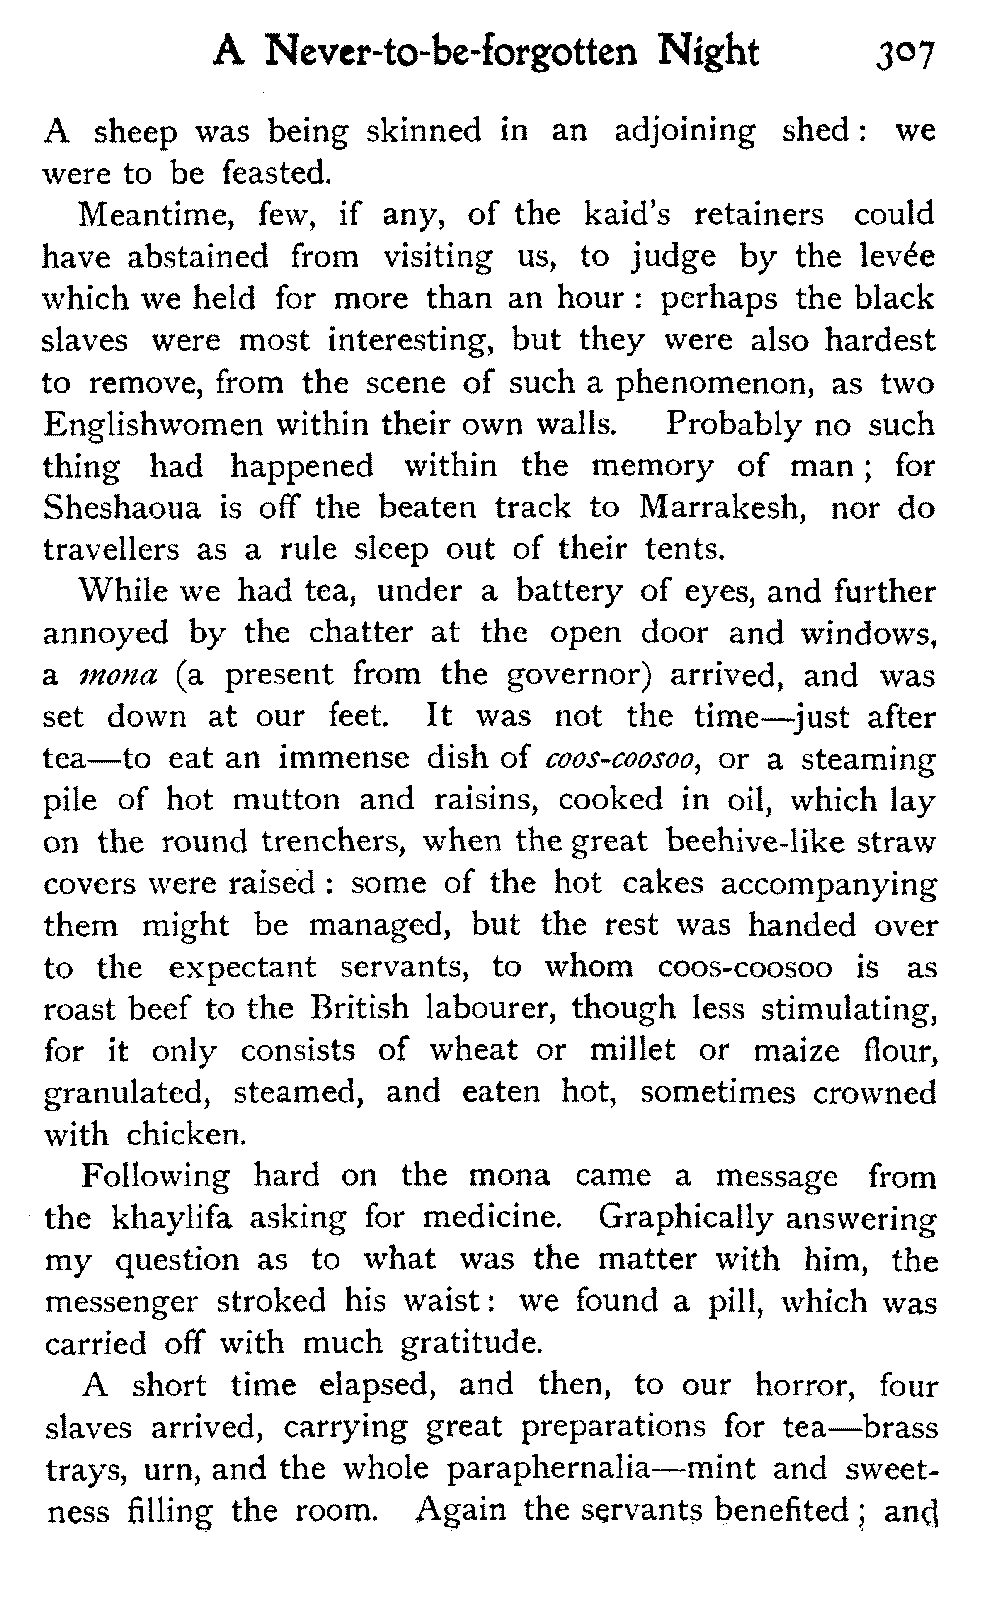 A Never-to-be-forgotten Night 307
A sheep was being skinned in an adjoining shed : we
were to be feasted.
Meantime, few, if any, of the kaid's retainers could
have abstained from visiting us, to judge by the levée
which we held for more than an hour : perhaps the black
slaves were most interesting, but they were also hardest
to remove, from the scene of such a phenomenon, as two
Englishwomen within their own walls. Probably no such
thing had happened within the memory of man ; for
Sheshaoua is off the beaten track to Marrakesh, nor do
travellers as a rule sleep out of their tents.
While we had tea, under a battery of eyes, and further
annoyed by the chatter at the open door and windows,
a mona (a present from the governor) arrived, and was
set down at our feet. It was not the time—just after
tea—to eat an immense dish of coos-coosoo, or a steaming
pile of hot mutton and raisins, cooked in oil, which lay
on the round trenchers, when the great beehive-like straw
covers were raised : some of the hot cakes accompanying
them might be managed, but the rest was handed over
to the expectant servants, to whom coos-coosoo is as
roast beef to the British labourer, though less stimulating,
for it only consists of wheat or millet or maize flour,
granulated, steamed, and eaten hot, sometimes crowned
with chicken.
Following hard on the mona came a message from
the khaylifa asking for medicine. Graphically answering
my question as to what was the matter with him, the
messenger stroked his waist : we found a pill, which was
carried off with much gratitude.
A short time elapsed, and then, to our horror, four
slaves arrived, carrying great preparations for tea—brass
trays, urn, and the whole paraphernalia—mint and sweet-
ness filling the room. Again the servants benefited ; and